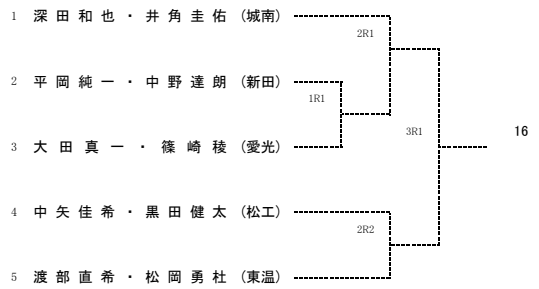 1 深田和也・井角圭佑 (城南)
2R1
2 平岡純一・中野達朗 (新田)
1R1
3R1
16
3 大田真一・篠崎稜 (愛光)
4 中矢佳希・黒田健太 (松工)
2R2
5 渡部直希・松岡勇杜 (東温)